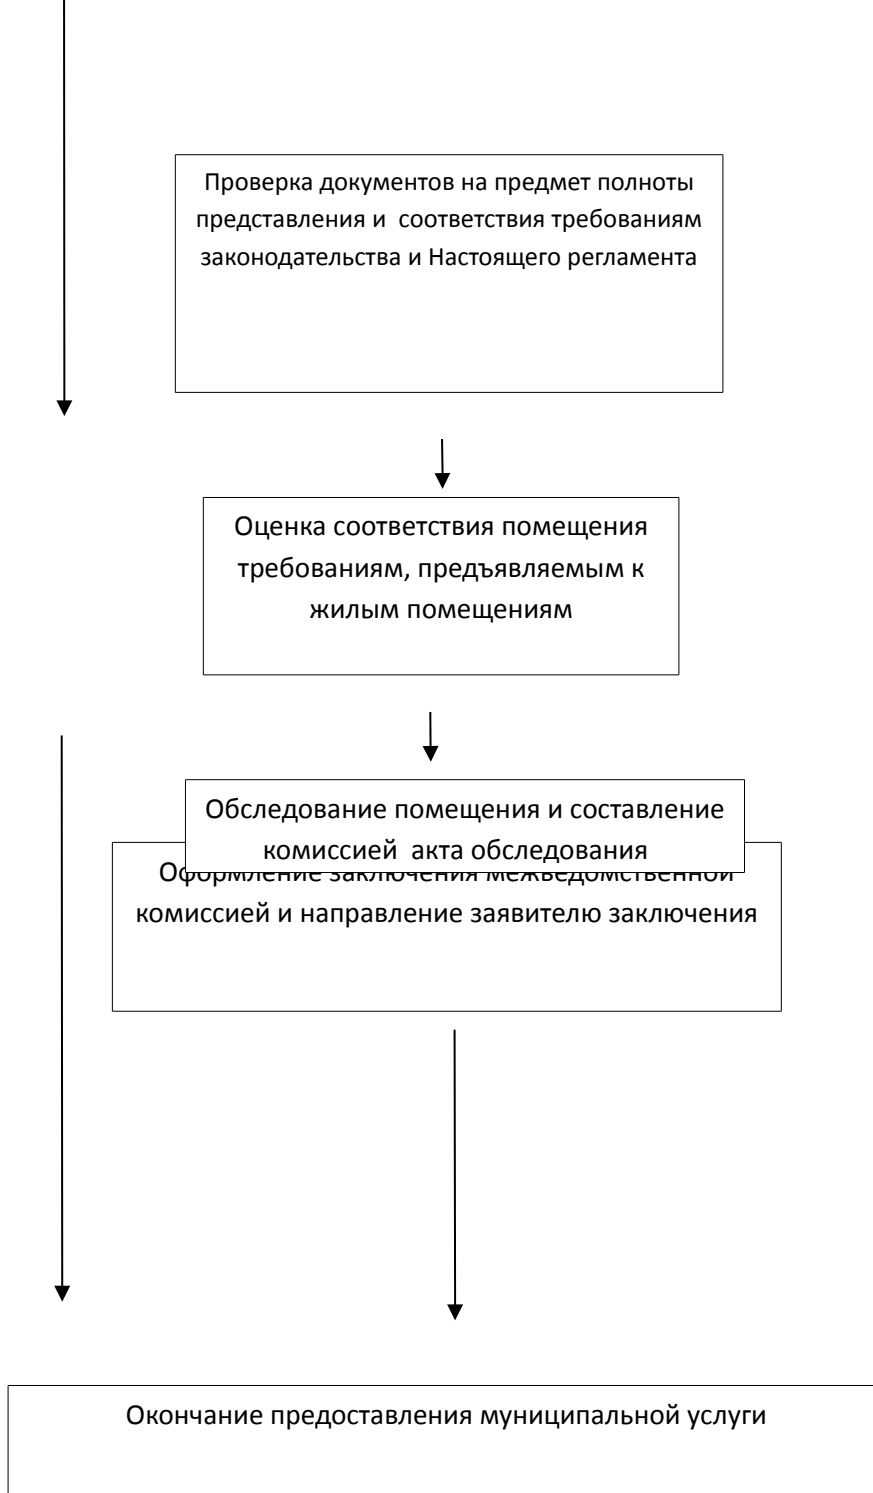 Проверка документов на предмет полноты
представления и  соответствия требованиям
законодательства и Настоящего регламента
Оценка соответствия помещения
требованиям, предъявляемым к
жилым помещениям
Обследование помещения и составление
комиссией  акта обследования
Оформление заключения межведомственной
комиссией и направление заявителю заключения
Окончание предоставления муниципальной услуги